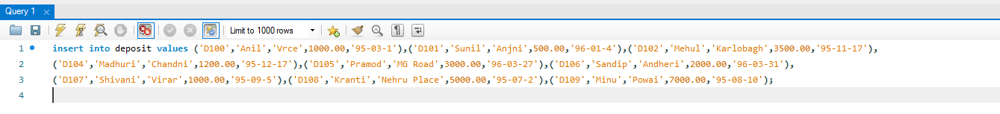 Query 1
Limit to 1000 rows
1 insert into deposit values ('D100','Anil','Vrce',1000.00,'95-03-1'),('D101','Sunil','Anjni',500.00,'96-01-4'),('D102','Mehul','Karlobagh',3500.00,'95-11-17'),
2 ('D104','Madhuri','Chandni',1200.00,'95-12-17'),('D105','Pramod','MG Road',3000.00,'96-03-27'),('D106','Sandip','Andheri',2000.00,'96-03-31'),
3 ('D107','Shivani','Virar',1000.00,'95-09-5'),('D108','Kranti','Nehru Place',5000.00,'95-07-2'),('D109','Minu','Powai',7000.00,'95-08-10');
4